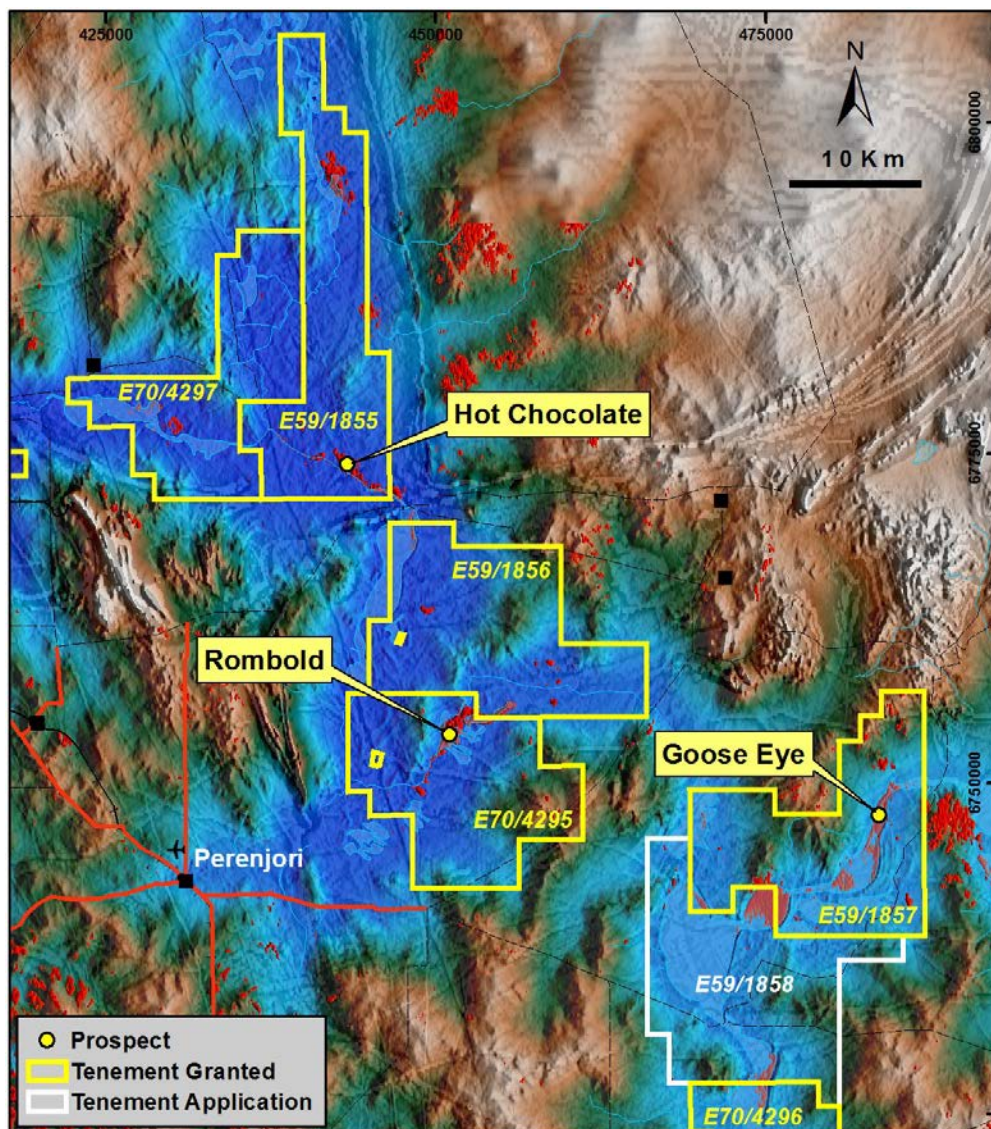 425000
450000
475000
N
10 Km
6800000
E70/4297
E59/1855
Hot Chocolate
6775000
E59/1856
Rombold
Goose Eye
6750000
E70/4295
Perenjori
E59/1857
E59/1858
Prospect
Tenement Granted
Tenement Application
E70/4296